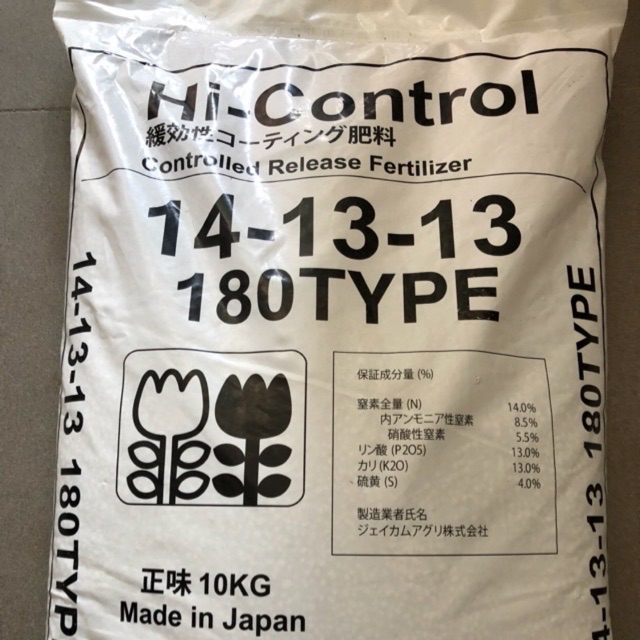 Hi-Control
緩効性コーティング肥料
Controlled Release Fertilizer
14-13-13
180TYPE
14-13-13 180TYP
保証成分量 (%)
窒素全量 (N) 14.0%
内アンモニア性窒素 8.5%
硝酸性窒素 5.5%
リン酸 (P2O5) 13.0%
カリ (K2O) 13.0%
硫黄 (S) 4.0%
製造業者氏名
ジェイカムアグリ株式会社
4-13-13 180TYPE
正味 10KG
Made in Japan